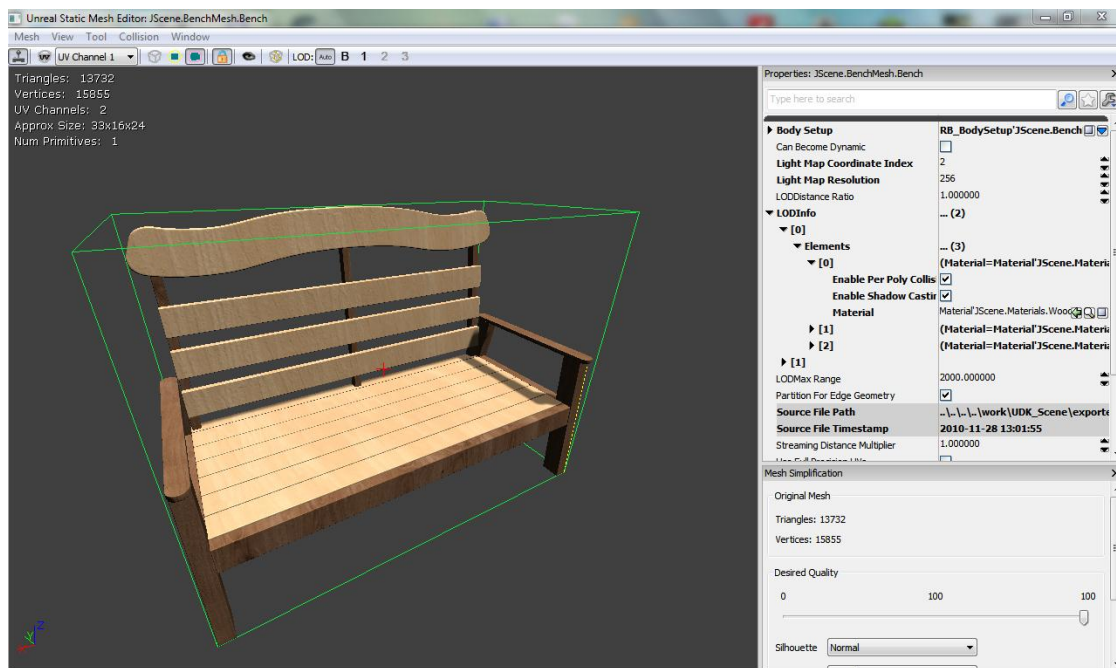 Unreal Static Mesh Editor: JScene.BenchMesh.Bench
Mesh View Tool Collision Window
UV Channel 1 LOD: Auto B 1 2 3
Triangles: 13732
Vertices: 15855
UV Channels: 2
Approx Size: 33x16x24
Num Primitives: 1
Z
Y
Properties: JScene.BenchMesh.Bench
Type here to search
Body Setup RB_BodySetup'JScene.Bench
Can Become Dynamic
Light Map Coordinate Index 2
Light Map Resolution 256
LODDistance Ratio 1.000000
LODInfo ... (2)
[0]
Elements ... (3)
[0] (Material=Material'JScene.Materia
Enable Per Poly Collis
Enable Shadow Castin
Material Material'JScene.Materials.Wood
[1] (Material=Material'JScene.Materia
[2] (Material=Material'JScene.Materia
[1]
LODMax Range 2000.000000
Partition For Edge Geometry
Source File Path ..\..\..\..\work\UDK_Scene\exporte
Source File Timestamp 2010-11-28 13:01:55
Streaming Distance Multiplier 1.000000
Use Full Precision UVs
Mesh Simplification
Original Mesh
Triangles: 13732
Vertices: 15855
Desired Quality
0 100 100
Silhouette Normal